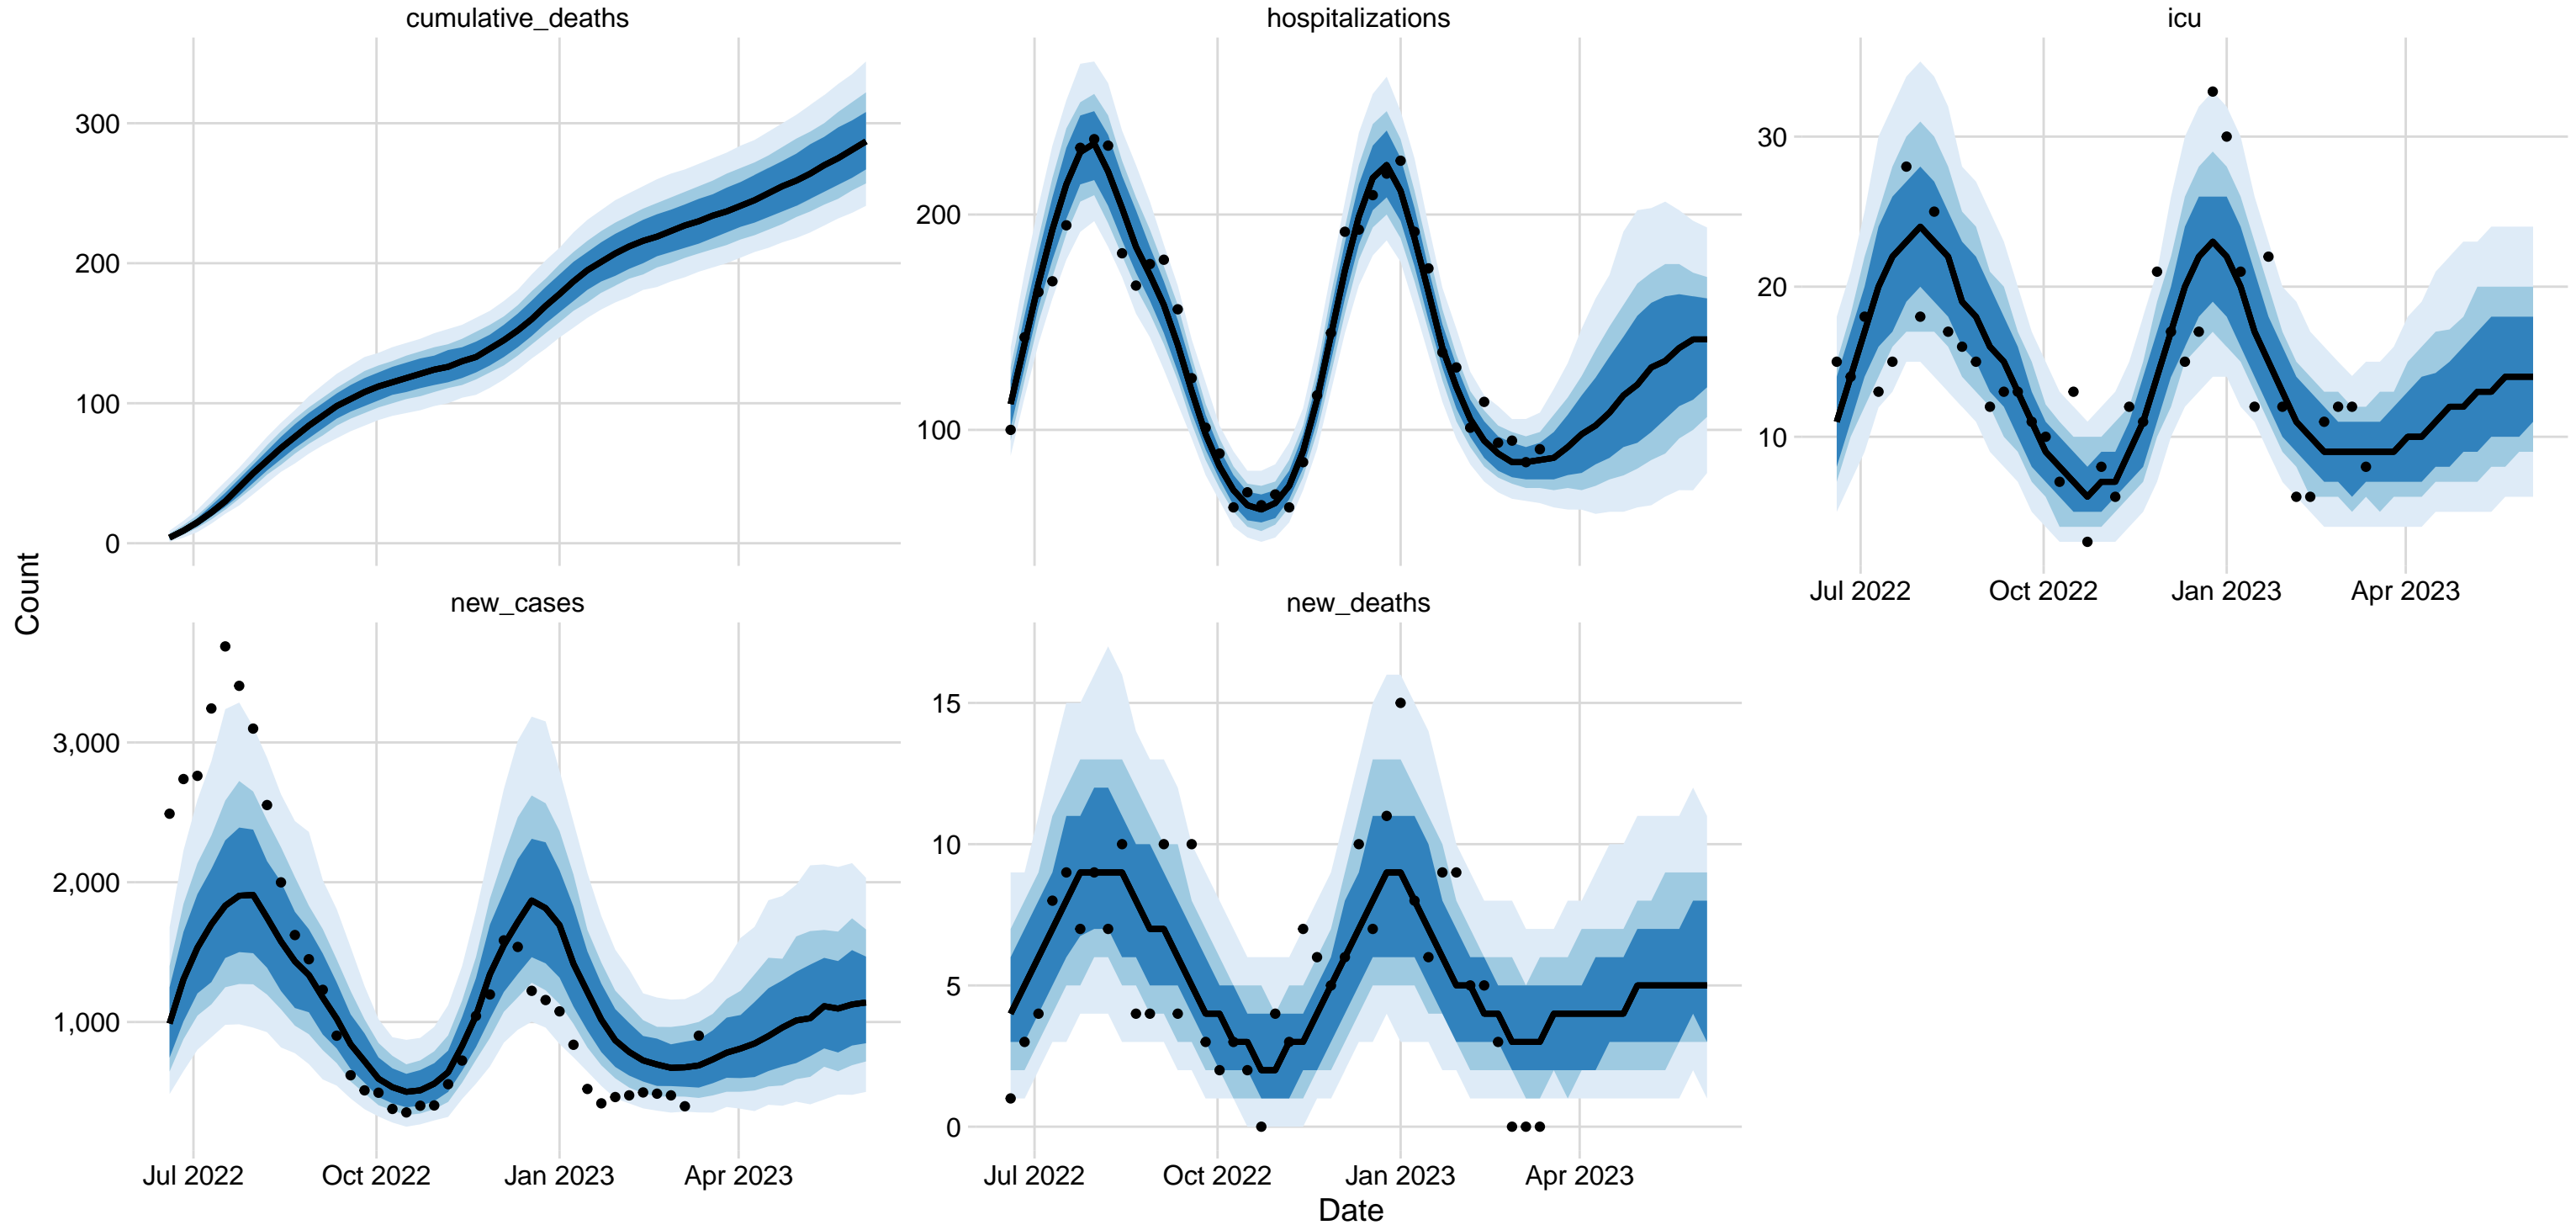 cumulative_deaths
hospitalizations
icu
300
200
100
0
200
100
30
20
10
Jul 2022
Oct 2022
Jan 2023
Apr 2023
Count
new_cases
new_deaths
3,000
2,000
1,000
15
10
5
0
Jul 2022
Oct 2022
Jan 2023
Apr 2023
Jul 2022
Oct 2022
Jan 2023
Apr 2023
Date